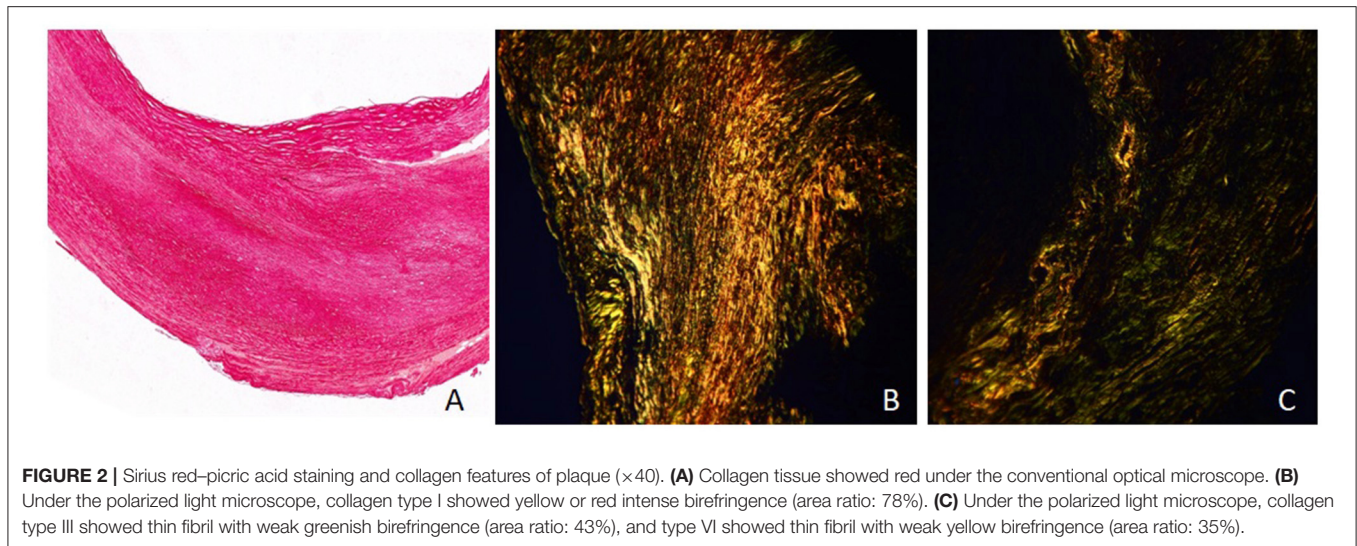 A
B
C
FIGURE 2 | Sirius red–picric acid staining and collagen features of plaque (×40). (A) Collagen tissue showed red under the conventional optical microscope. (B)
Under the polarized light microscope, collagen type I showed yellow or red intense birefringence (area ratio: 78%). (C) Under the polarized light microscope, collagen
type III showed thin fibril with weak greenish birefringence (area ratio: 43%), and type VI showed thin fibril with weak yellow birefringence (area ratio: 35%).